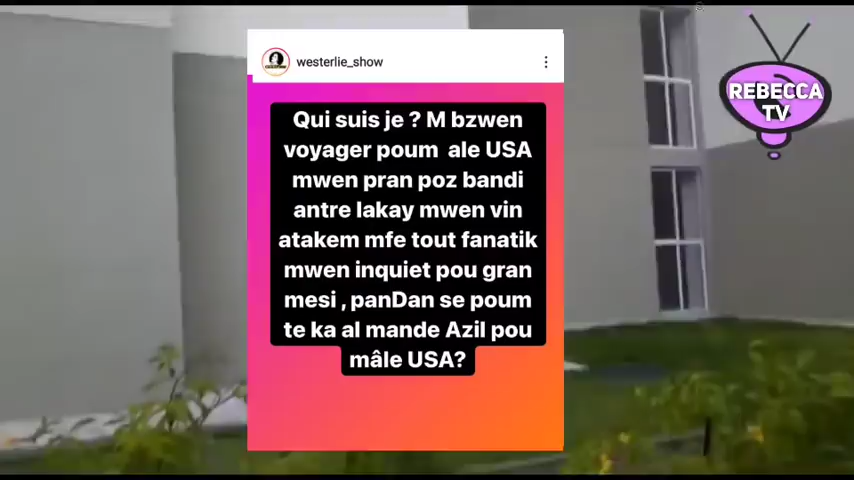 westerlie_show
REBECCA
TV
Qui suis je ? M bzwen
voyager poum ale USA
mwen pran poz bandi
antre lakay mwen vin
atakem mfe tout fanatik
mwen inquiet pou gran
mesi , panDan se poum
te ka al mande Azil pou
mâle USA?